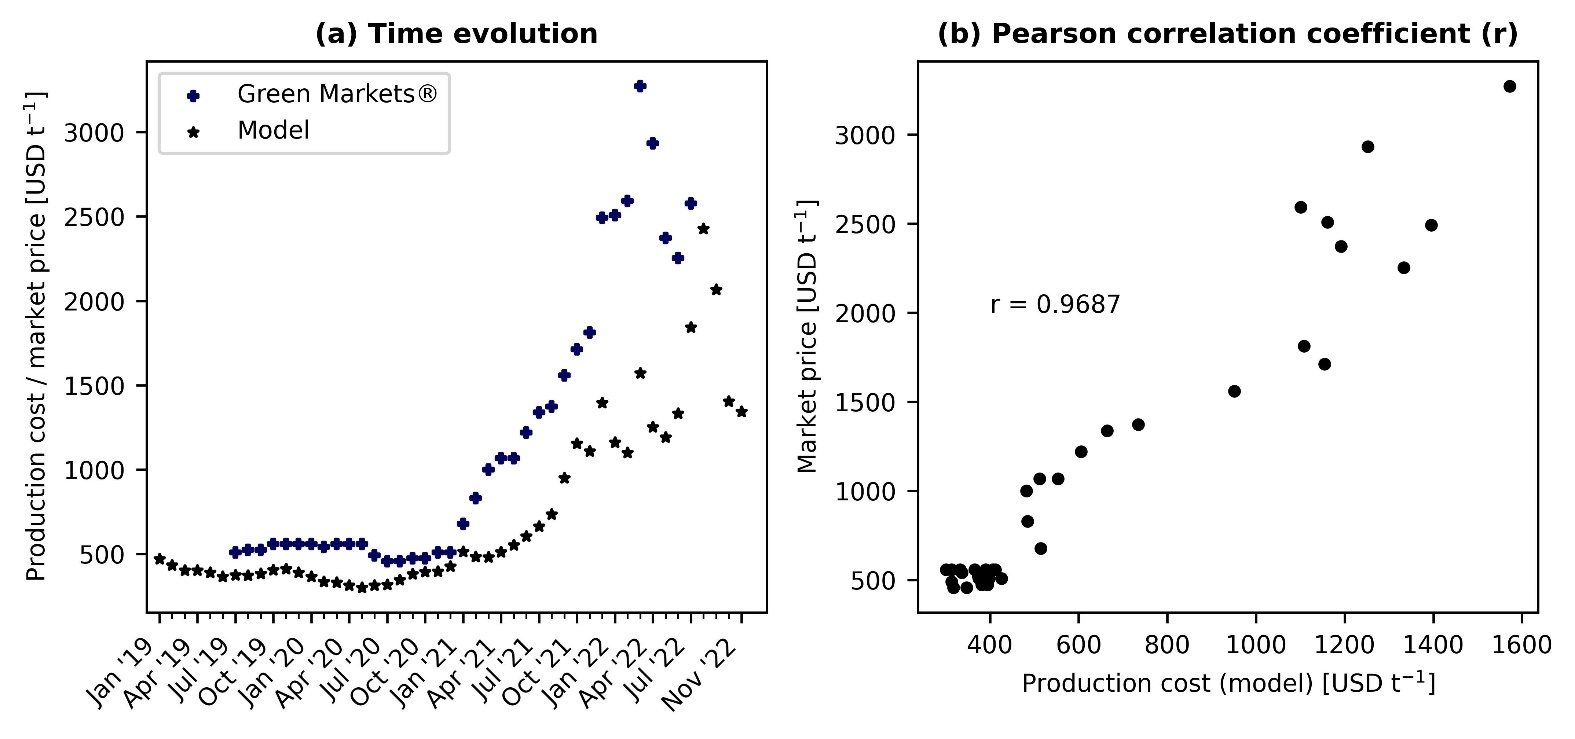 (a) Time evolution
Production cost / market price [USD t⁻¹]
3000
2500
2000
1500
1000
500
Green Markets®
Model
Jan '19
Apr '19
Jul '19
Oct '19
Jan '20
Apr '20
Jul '20
Oct '20
Jan '21
Apr '21
Jul '21
Oct '21
Jan '22
Apr '22
Jul '22
Nov '22
(b) Pearson correlation coefficient (r)
Market price [USD t⁻¹]
3000
2500
2000
1500
1000
500
r = 0.9687
400 600 800 1000 1200 1400 1600
Production cost (model) [USD t⁻¹]